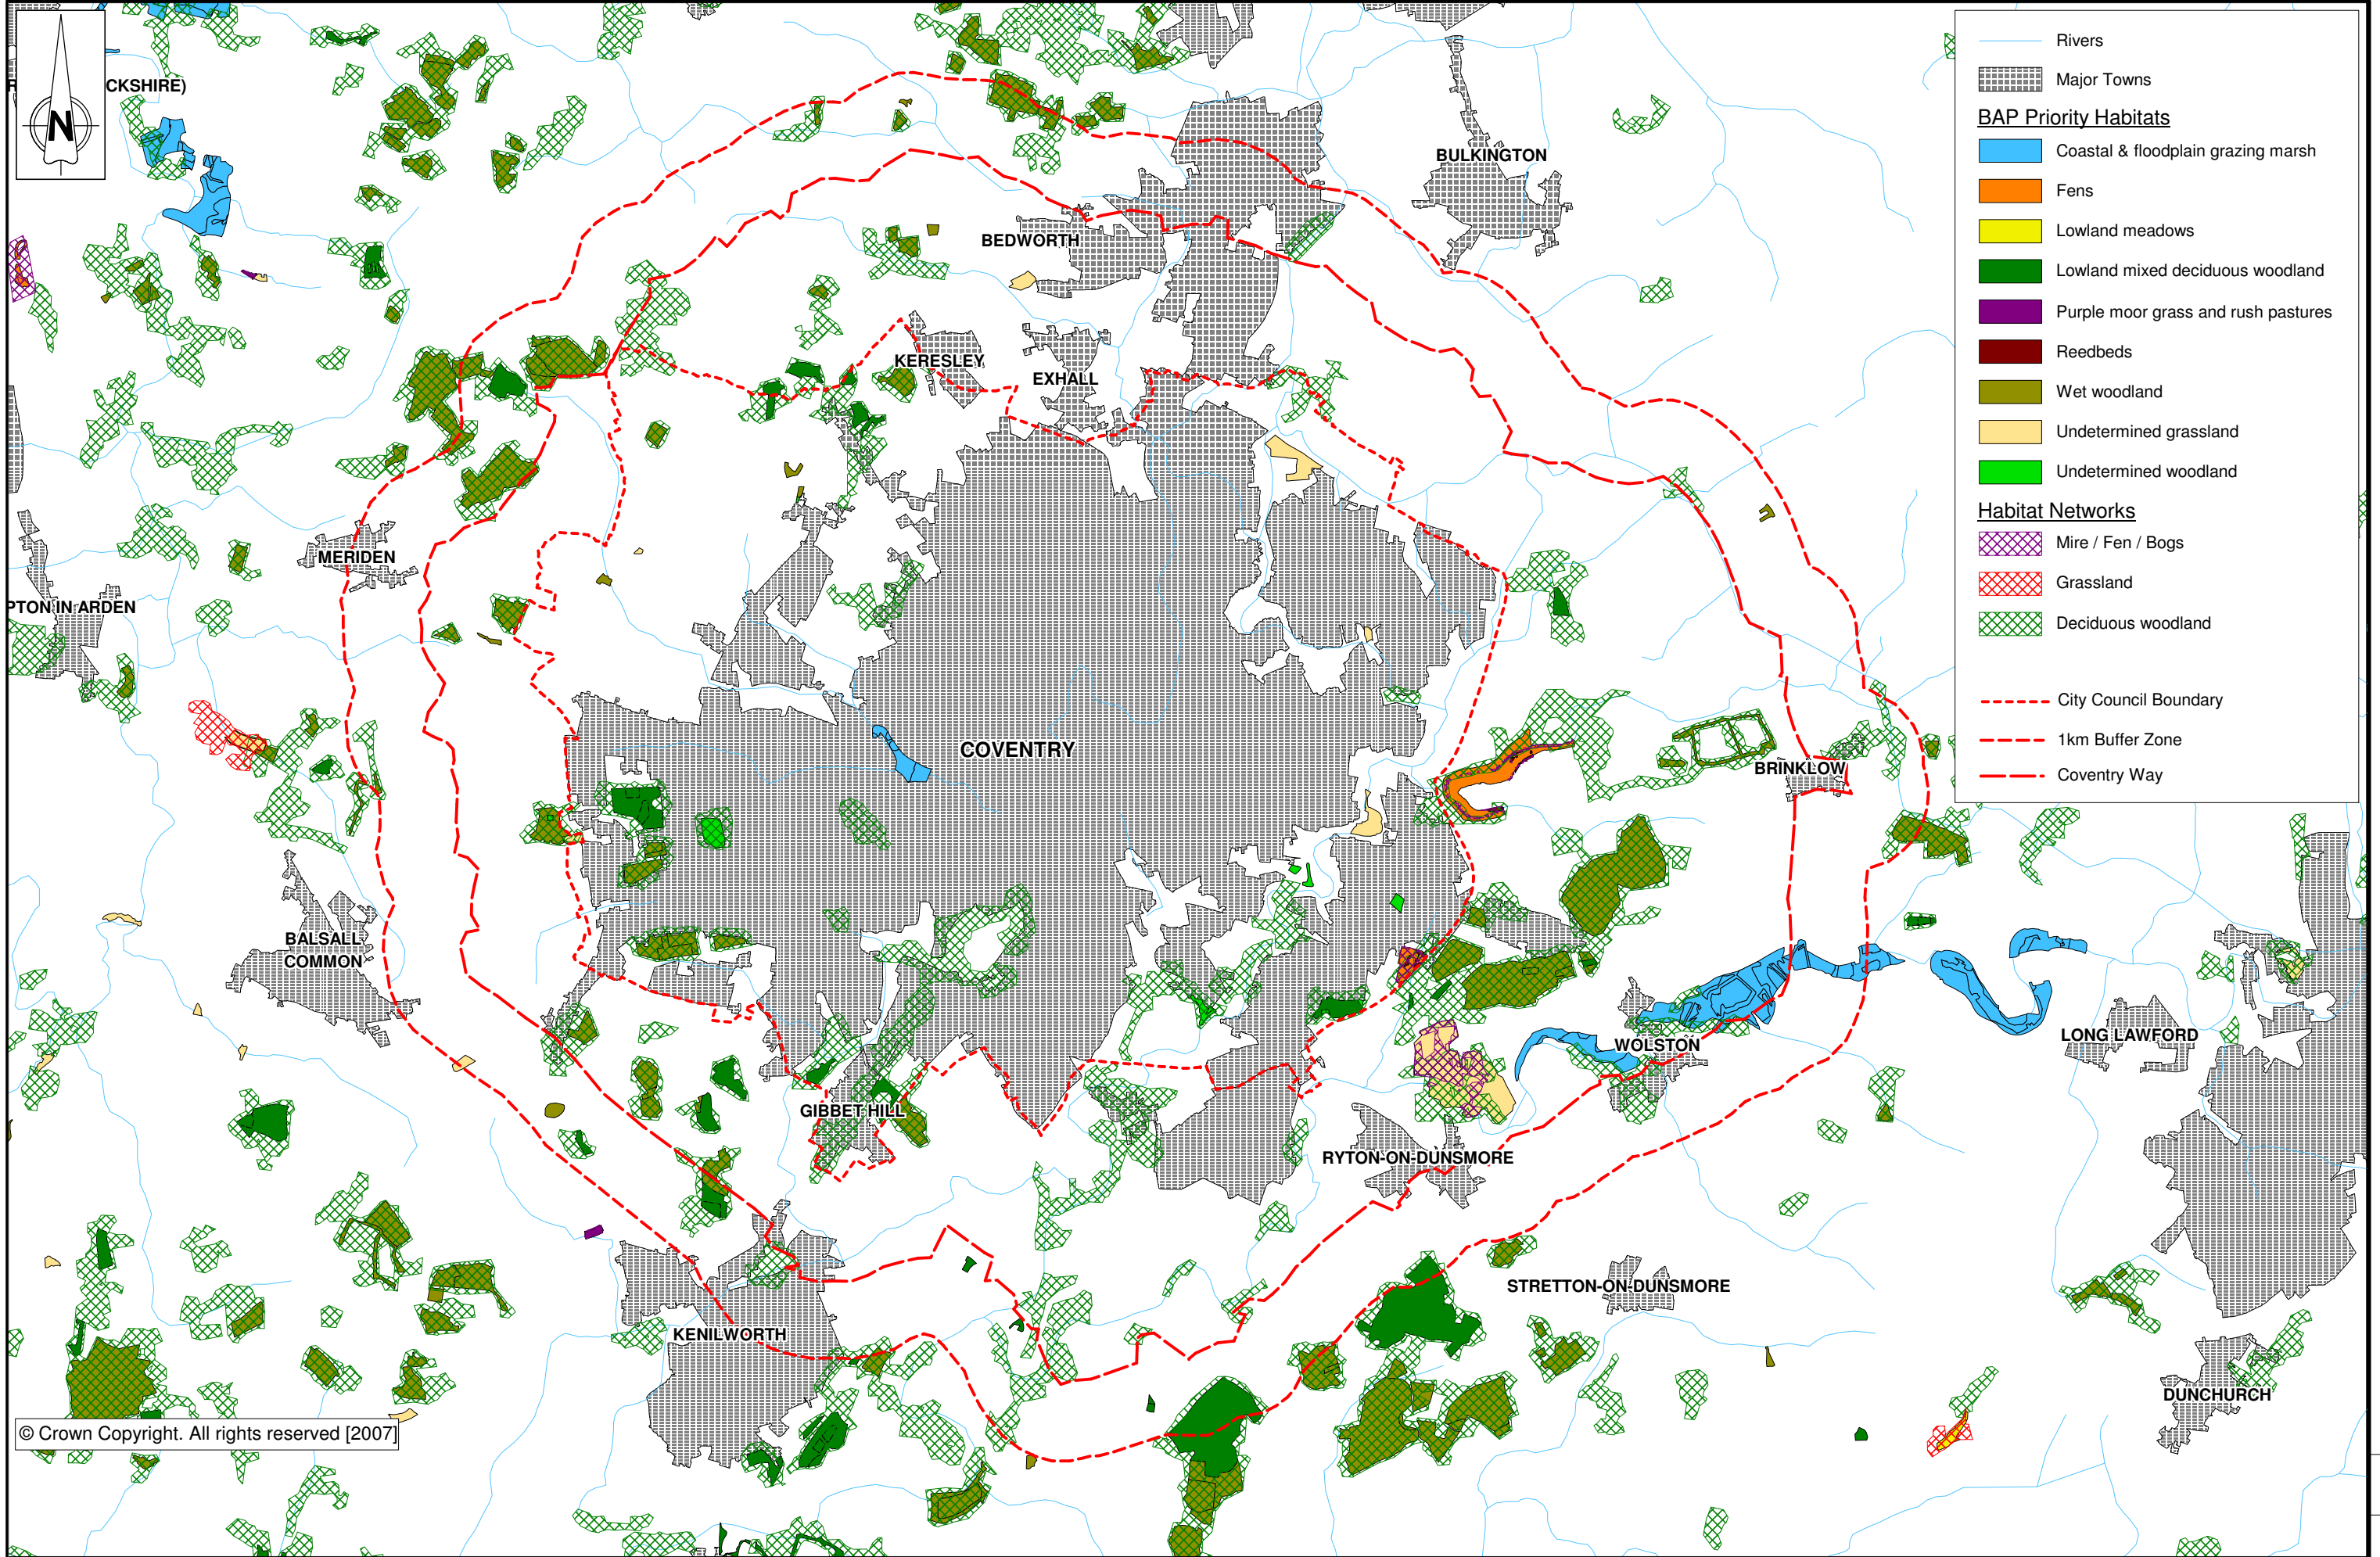 N
CKSHIRE)
BULKINGTON
BEDWORTH
KERESLEY
EXHALL
MERIDEN
PTON IN ARDEN
COVENTRY
BRINKLOW
BALSALL
COMMON
WOLSTON
LONG LAWFORD
GIBBET HILL
RYTON-ON-DUNSMORE
STRETTON-ON-DUNSMORE
KENILWORTH
DUNCHURCH
© Crown Copyright. All rights reserved [2007]
Rivers
Major Towns
BAP Priority Habitats
Coastal & floodplain grazing marsh
Fens
Lowland meadows
Lowland mixed deciduous woodland
Purple moor grass and rush pastures
Reedbeds
Wet woodland
Undetermined grassland
Undetermined woodland
Habitat Networks
Mire / Fen / Bogs
Grassland
Deciduous woodland
City Council Boundary
1km Buffer Zone
Coventry Way